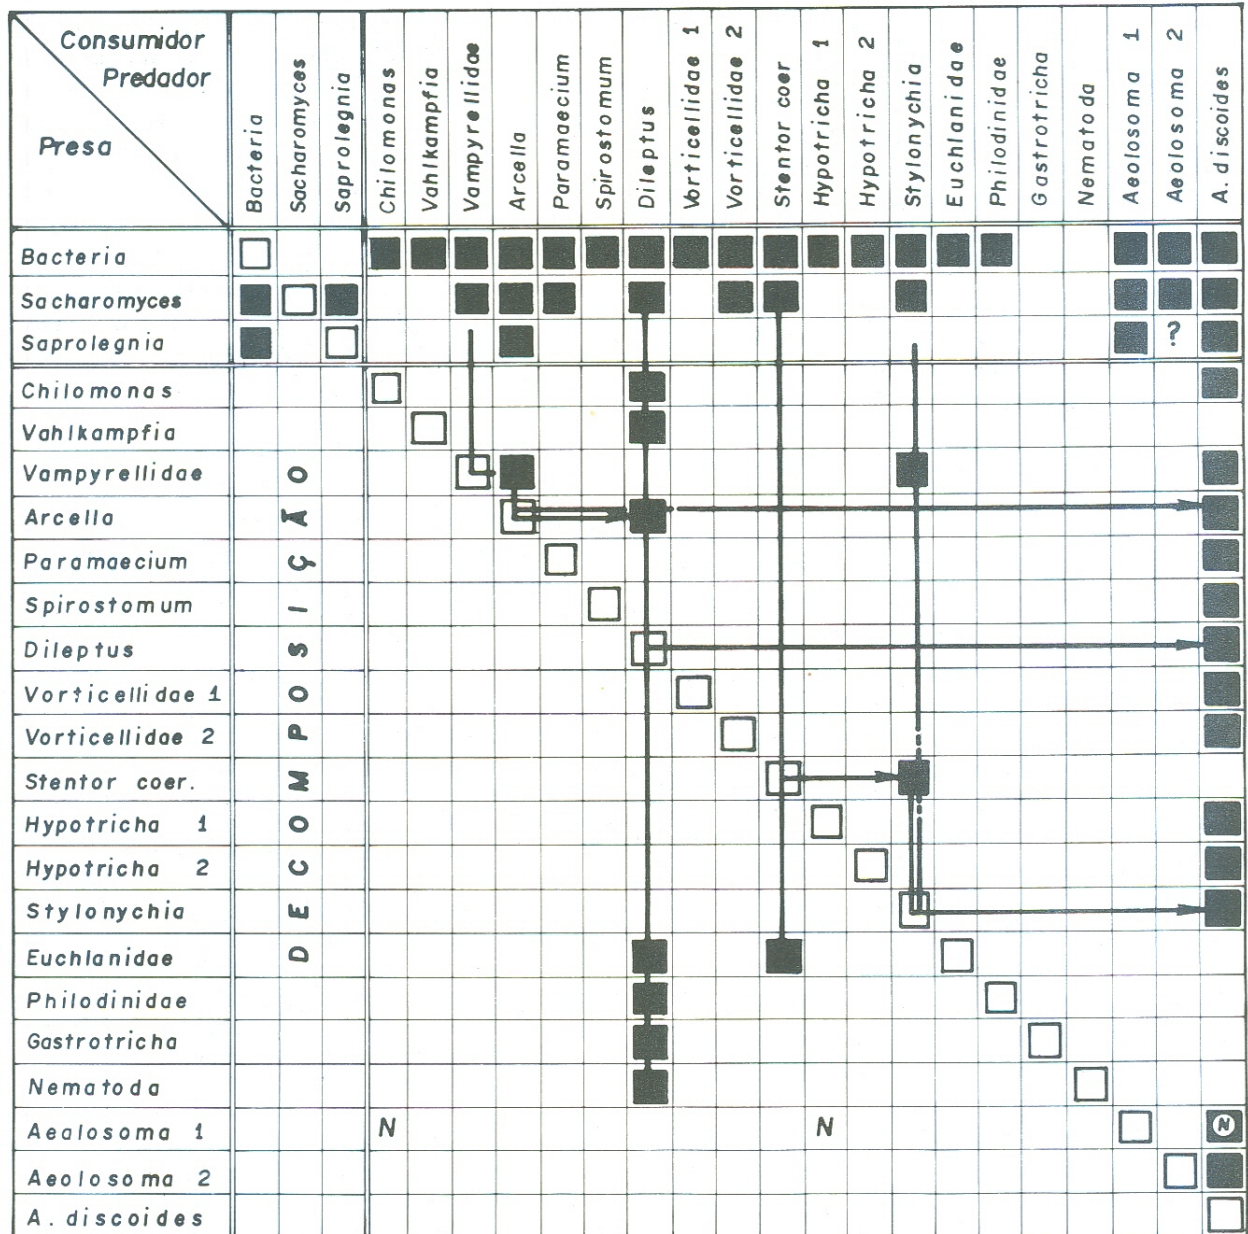 Consumidor
Predador
Presa
Bacteria
Sacharomyces
Saprolegnia
Chilomonas
Vahlkampfia
Vampyrellidae
Arcella
Paramaecium
Spirostomum
Dileptus
Vorticellidae 1
Vorticellidae 2
Stentor coer
Hypotricha 1
Hypotricha 2
Stylonychia
Euchlanidae
Philodinidae
Gastrotricha
Nematoda
Aeolosoma 1
Aeolosoma 2
A. discoides
Bacteria
Sacharomyces
Saprolegnia ?
Chilomonas
Vahlkampfia
Vampyrellidae
Arcella
Paramaecium
Spirostomum
Dileptus
Vorticellidae 1
Vorticellidae 2
Stentor coer.
Hypotricha 1
Hypotricha 2
Stylonychia
Euchlanidae
Philodinidae
Gastrotricha
Nematoda
Aealosoma 1 N N N
Aeolosoma 2
A. discoides
DECOMPOSIÇÃO